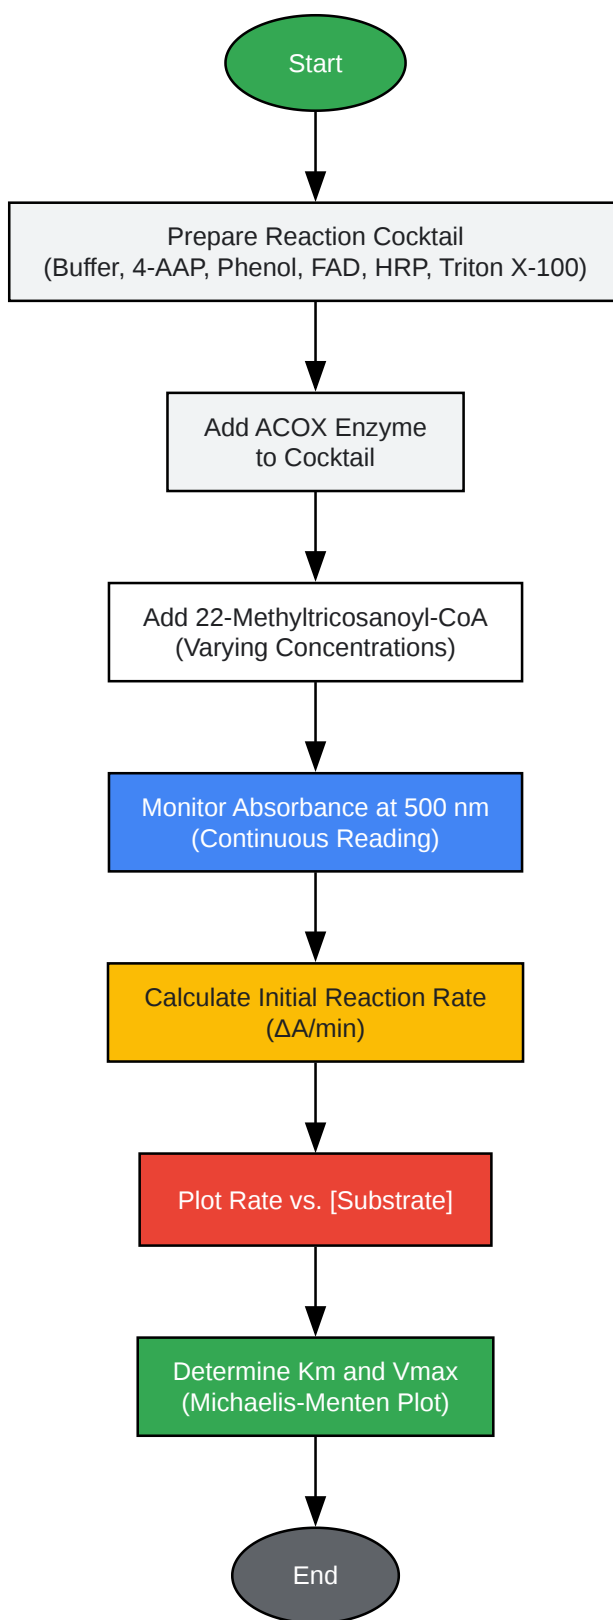 Start
Prepare Reaction Cocktail
(Buffer, 4-AAP, Phenol, FAD, HRP, Triton X-100)
Add ACOX Enzyme
to Cocktail
Add 22-Methyltricosanoyl-CoA
(Varying Concentrations)
Monitor Absorbance at 500 nm
(Continuous Reading)
Calculate Initial Reaction Rate
(ΔA/min)
Plot Rate vs. [Substrate]
Determine Km and Vmax
(Michaelis-Menten Plot)
End